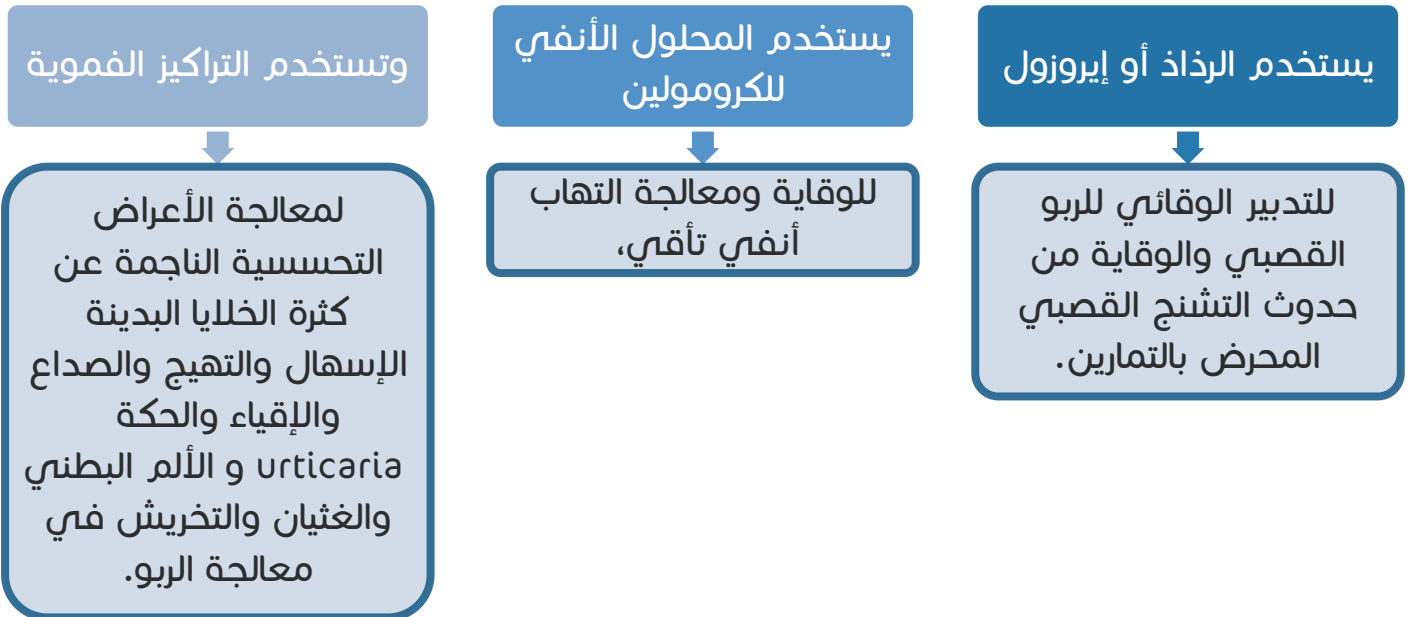 يستخدم الرذاذ أو إيروزول
للتدبير الوقائي للربو
القصبي والوقاية من
حدوث التشنج القصبي
المحرض بالتمارين.
يستخدم المحلول الأنفي
للكرومولين
للوقاية ومعالجة التهاب
أنفي تأقي،
وتستخدم التراكيز الفموية
لمعالجة الأعراض
التحسسية الناجمة عن
كثرة الخلايا البدينة
الإسهال والتهيج والصداع
والإقياء والحكة
urticaria و الألم البطني
والغثيان والتخريش في
معالجة الربو.